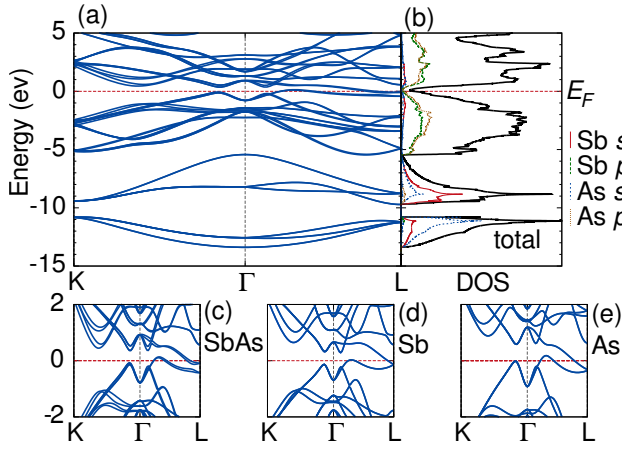 (a)
(b)
Energy (ev)
5
0
-5
-10
-15
K
Γ
L
DOS
total
E_F
Sb s
Sb p
As s
As p
(c)
SbAs
(d)
Sb
(e)
As
2
0
-2
K
Γ
L
K
Γ
L
K
Γ
L